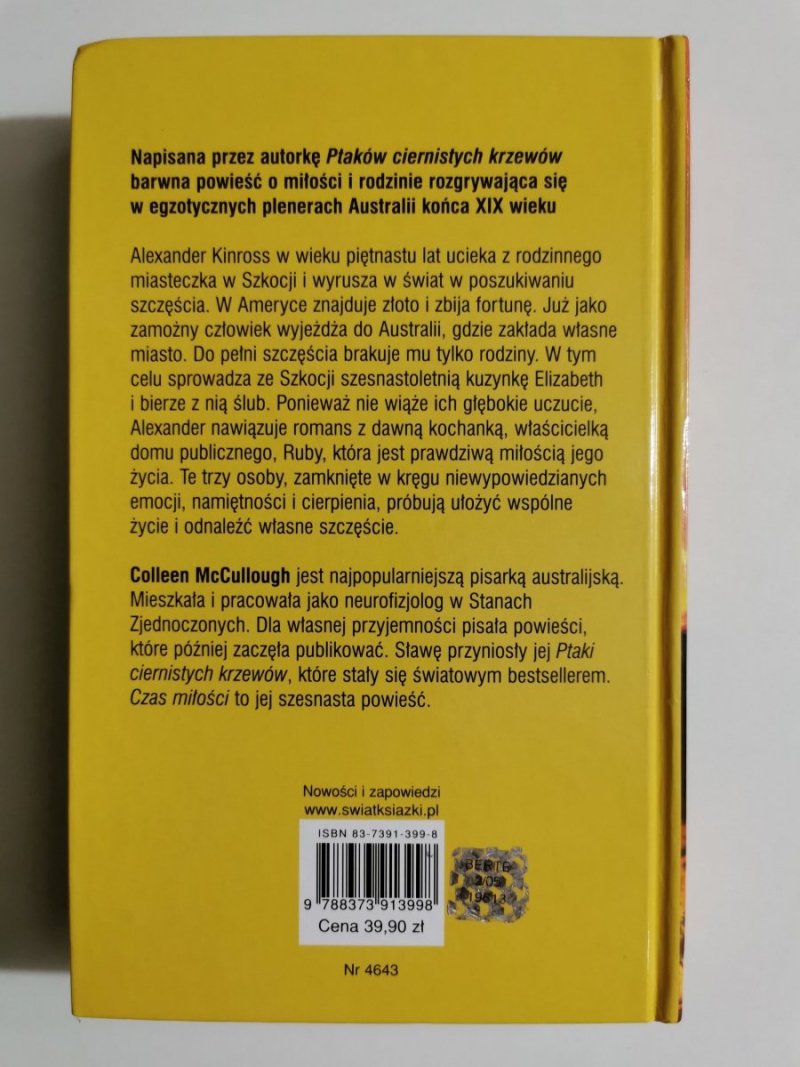 Napisana przez autorkę Ptaków ciernistych krzewów
barwna powieść o miłości i rodzinie rozgrywająca się
w egzotycznych plenerach Australii końca XIX wieku
Alexander Kinross w wieku piętnastu lat ucieka z rodzinnego
miasteczka w Szkocji i wyrusza w świat w poszukiwaniu
szczęścia. W Ameryce znajduje złoto i zbija fortunę. Już jako
zamożny człowiek wyjeżdża do Australii, gdzie zakłada własne
miasto. Do pełni szczęścia brakuje mu tylko rodziny. W tym
celu sprowadza ze Szkocji szesnastoletnią kuzynkę Elizabeth
i bierze z nią ślub. Ponieważ nie wiąże ich głębokie uczucie,
Alexander nawiązuje romans z dawną kochanką, właścicielką
domu publicznego, Ruby, która jest prawdziwą miłością jego
życia. Te trzy osoby, zamknięte w kręgu niewypowiedzianych
emocji, namiętności i cierpienia, próbują ułożyć wspólne
życie i odnaleźć własne szczęście.
Colleen McCullough jest najpopularniejszą pisarką australijską.
Mieszkała i pracowała jako neurofizjolog w Stanach
Zjednoczonych. Dla własnej przyjemności pisała powieści,
które później zaczęła publikować. Sławę przyniosły jej Ptaki
ciernistych krzewów, które stały się światowym bestsellerem.
Czas miłości to jej szesnasta powieść.
Nowości i zapowiedzi
www.swiatksiazki.pl
ISBN 83-7391-399-8
9 788373 913998
Cena 39,90 zł
Nr 4643